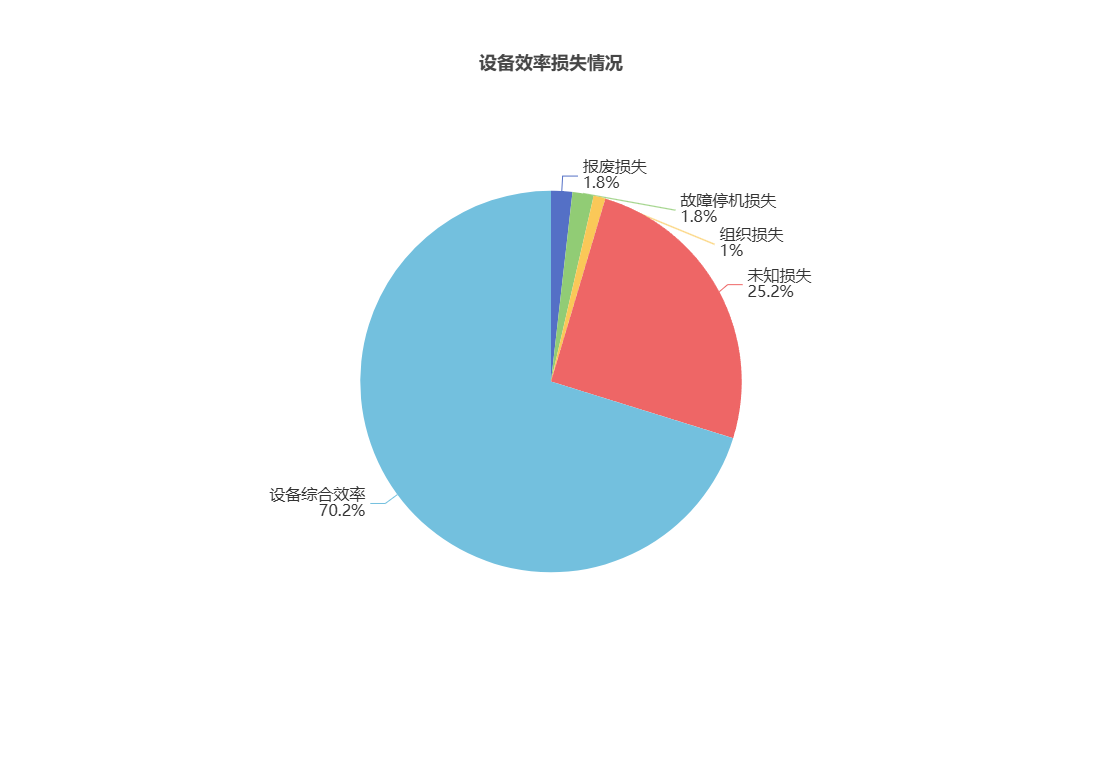 设备效率损失情况
报废损失
1.8%
故障停机损失
1.8%
组织损失
1%
未知损失
25.2%
设备综合效率
70.2%